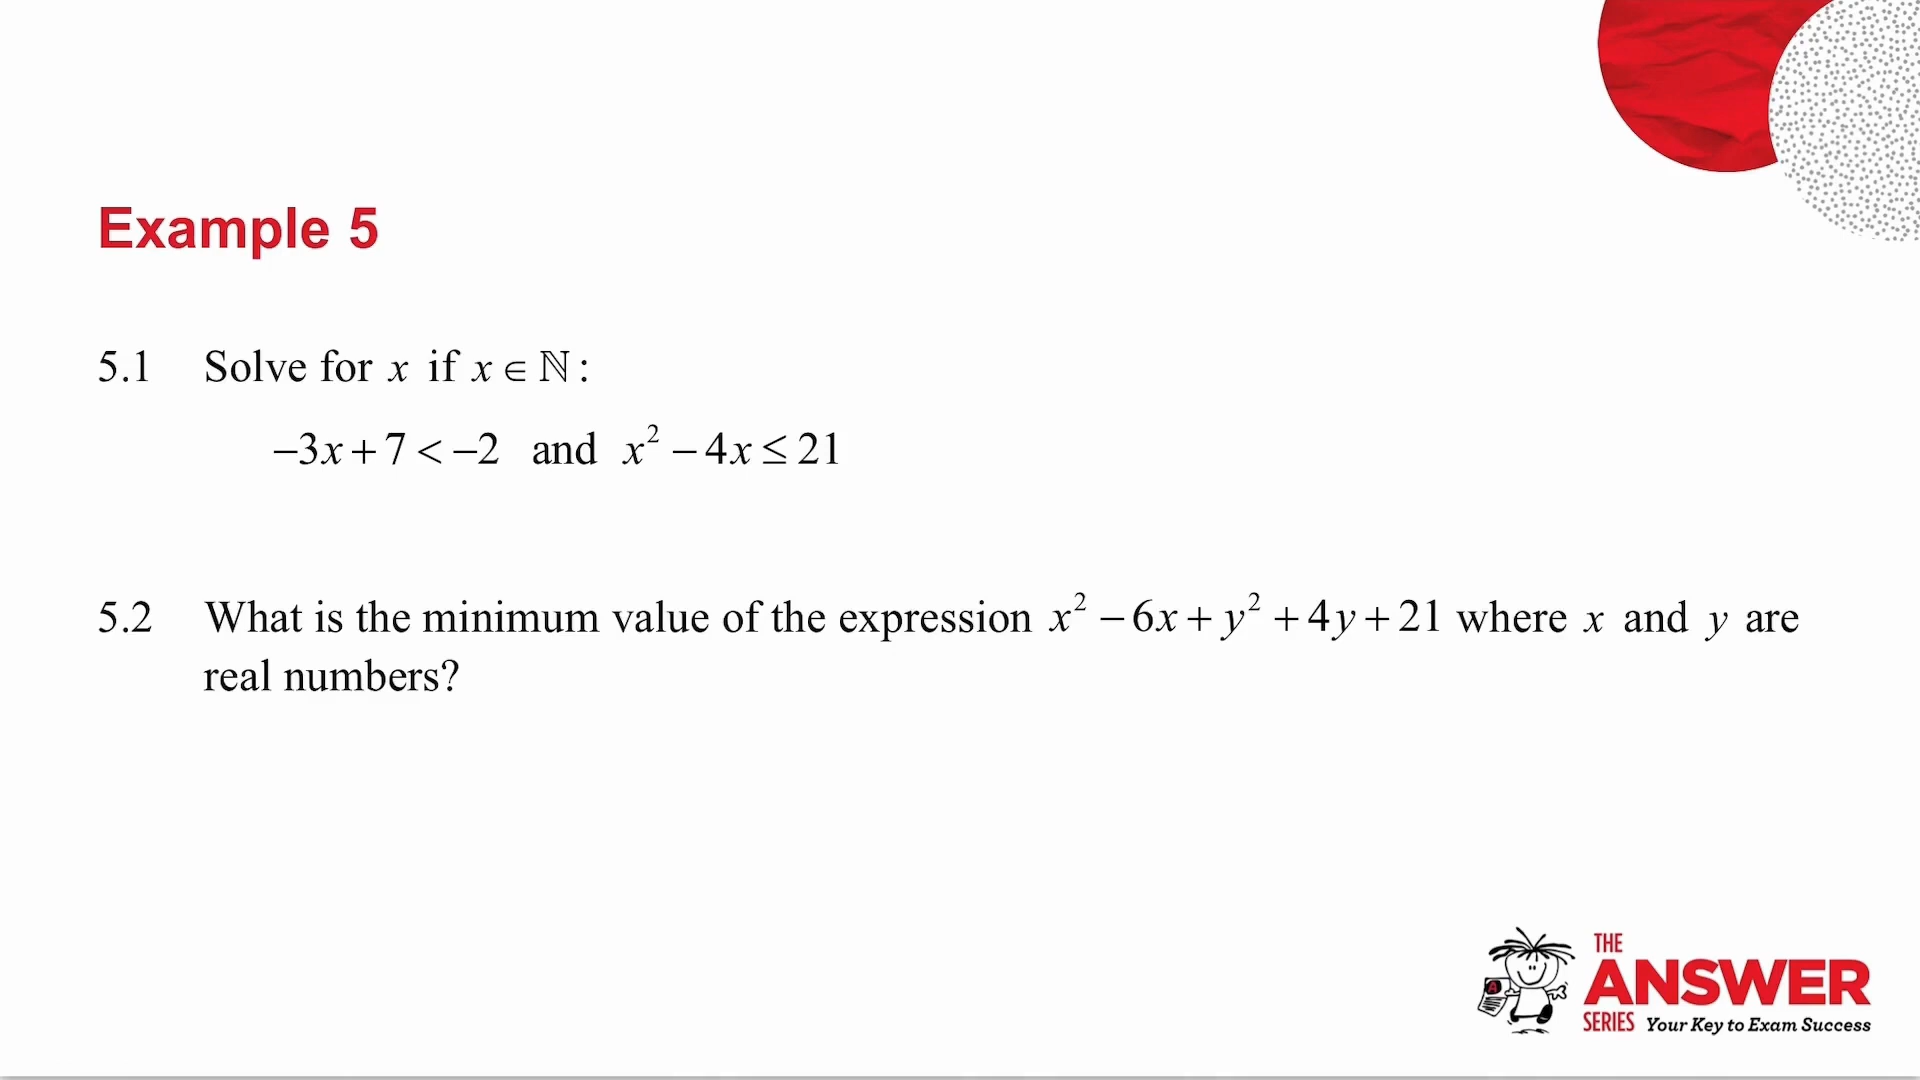 Example 5
5.1 Solve for x if x ∈ ℕ:
−3x + 7 < −2 and x² − 4x ≤ 21
5.2 What is the minimum value of the expression x² − 6x + y² + 4y + 21 where x and y are
real numbers?
THE
ANSWER
SERIES Your Key to Exam Success
A